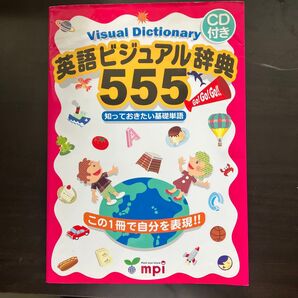 Visual Dictionary
CD
付き
英語ビジュアル辞典
555
Go! Go! Go!!
知っておきたい基礎単語
この1冊で自分を表現!!
mpi